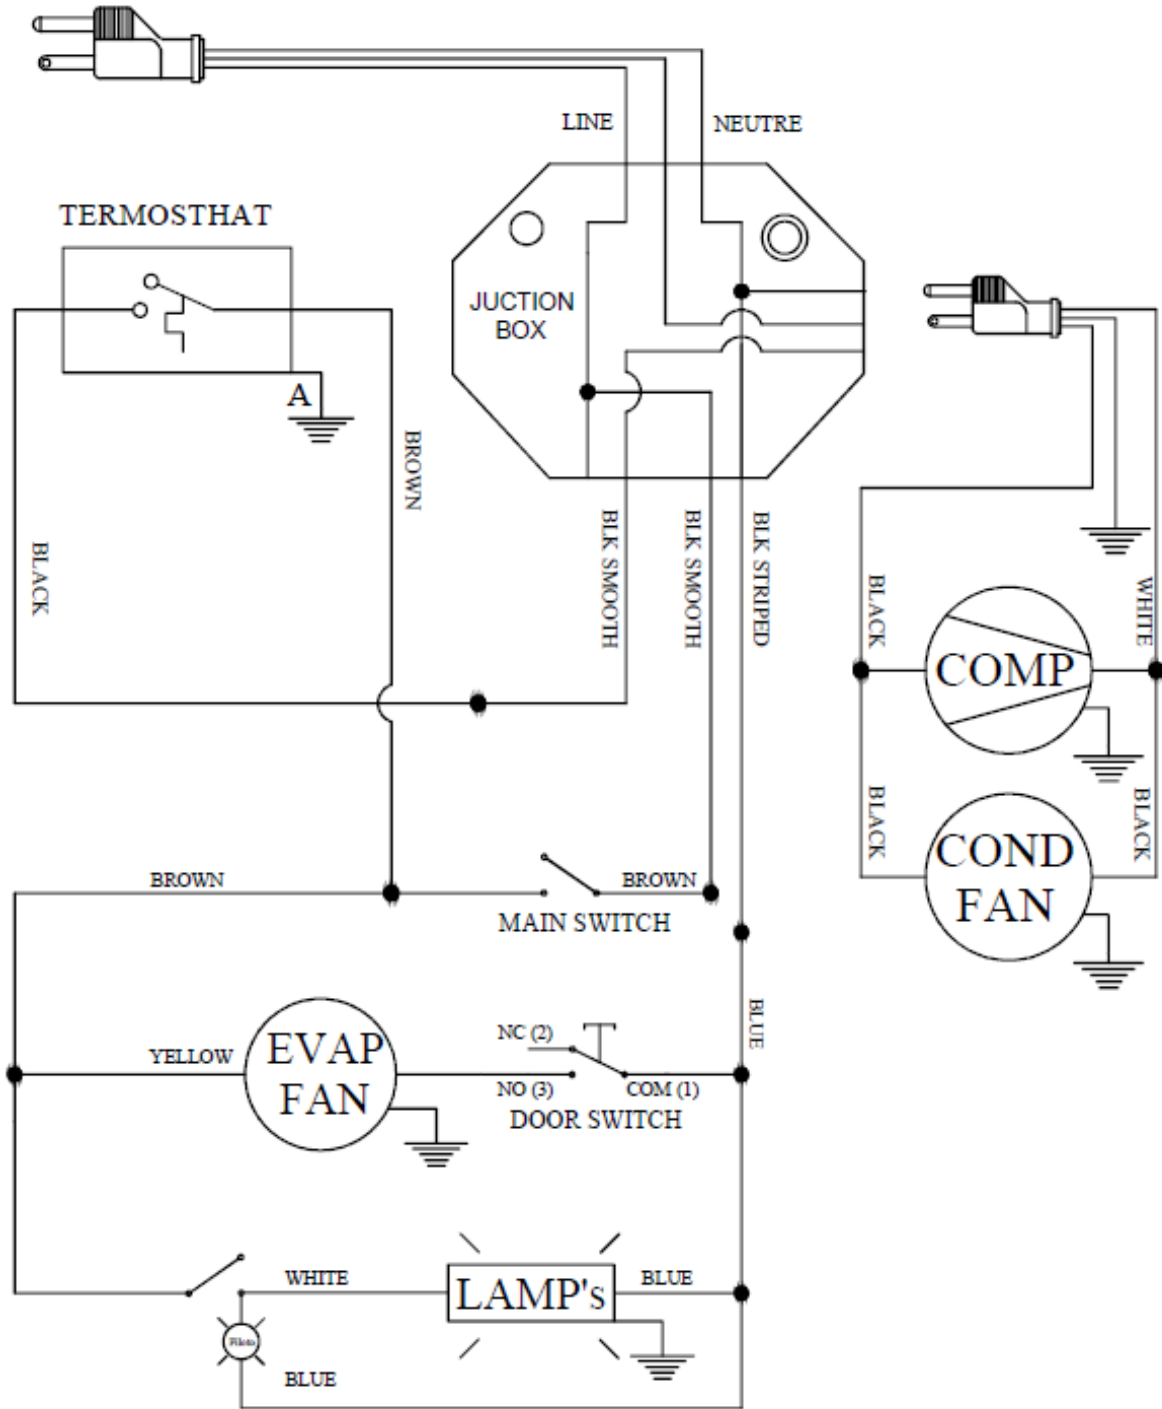 LINE
NEUTRE
TERMOSTHAT
JUCTION
BOX
A
BROWN
BLACK
BLK SMOOTH
BLK SMOOTH
BLK STRIPED
BLACK
WHITE
COMP
BLACK
BLACK
COND
FAN
BROWN
BROWN
MAIN SWITCH
BLUE
NC (2)
YELLOW
EVAP
FAN
NO (3)
COM (1)
DOOR SWITCH
WHITE
LAMP's
BLUE
Piloto
BLUE